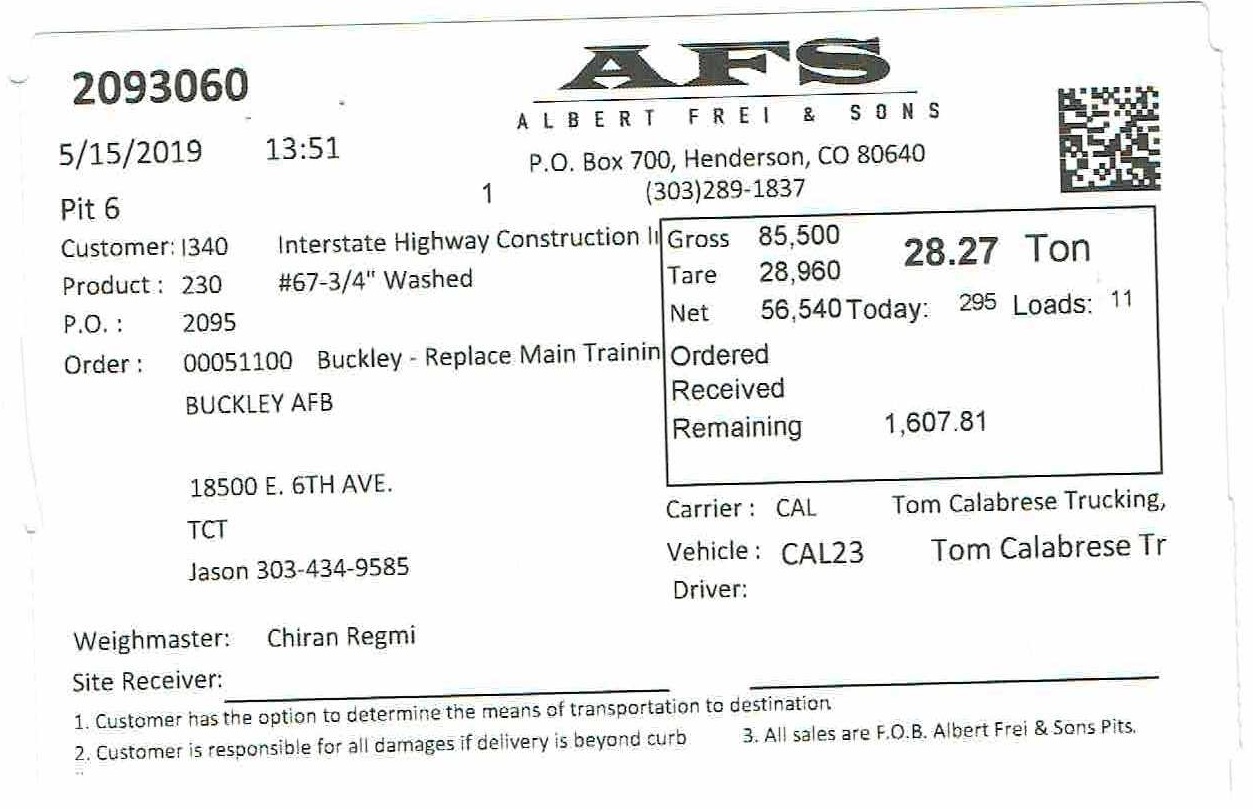 2093060
AFS
ALBERT FREI & SONS
5/15/2019 13:51
P.O. Box 700, Henderson, CO 80640
(303)289-1837
Pit 6 1
Customer: I340 Interstate Highway Construction I
Product : 230 #67-3/4" Washed
P.O. : 2095
Order : 00051100 Buckley - Replace Main Trainin
BUCKLEY AFB
18500 E. 6TH AVE.
TCT
Jason 303-434-9585
Gross 85,500 28.27 Ton
Tare 28,960
Net 56,540 Today: 295 Loads: 11
Ordered
Received
Remaining 1,607.81
Carrier : CAL Tom Calabrese Trucking,
Vehicle : CAL23 Tom Calabrese Tr
Driver:
Weighmaster: Chiran Regmi
Site Receiver:
1. Customer has the option to determine the means of transportation to destination
2. Customer is responsible for all damages if delivery is beyond curb 3. All sales are F.O.B. Albert Frei & Sons Pits.